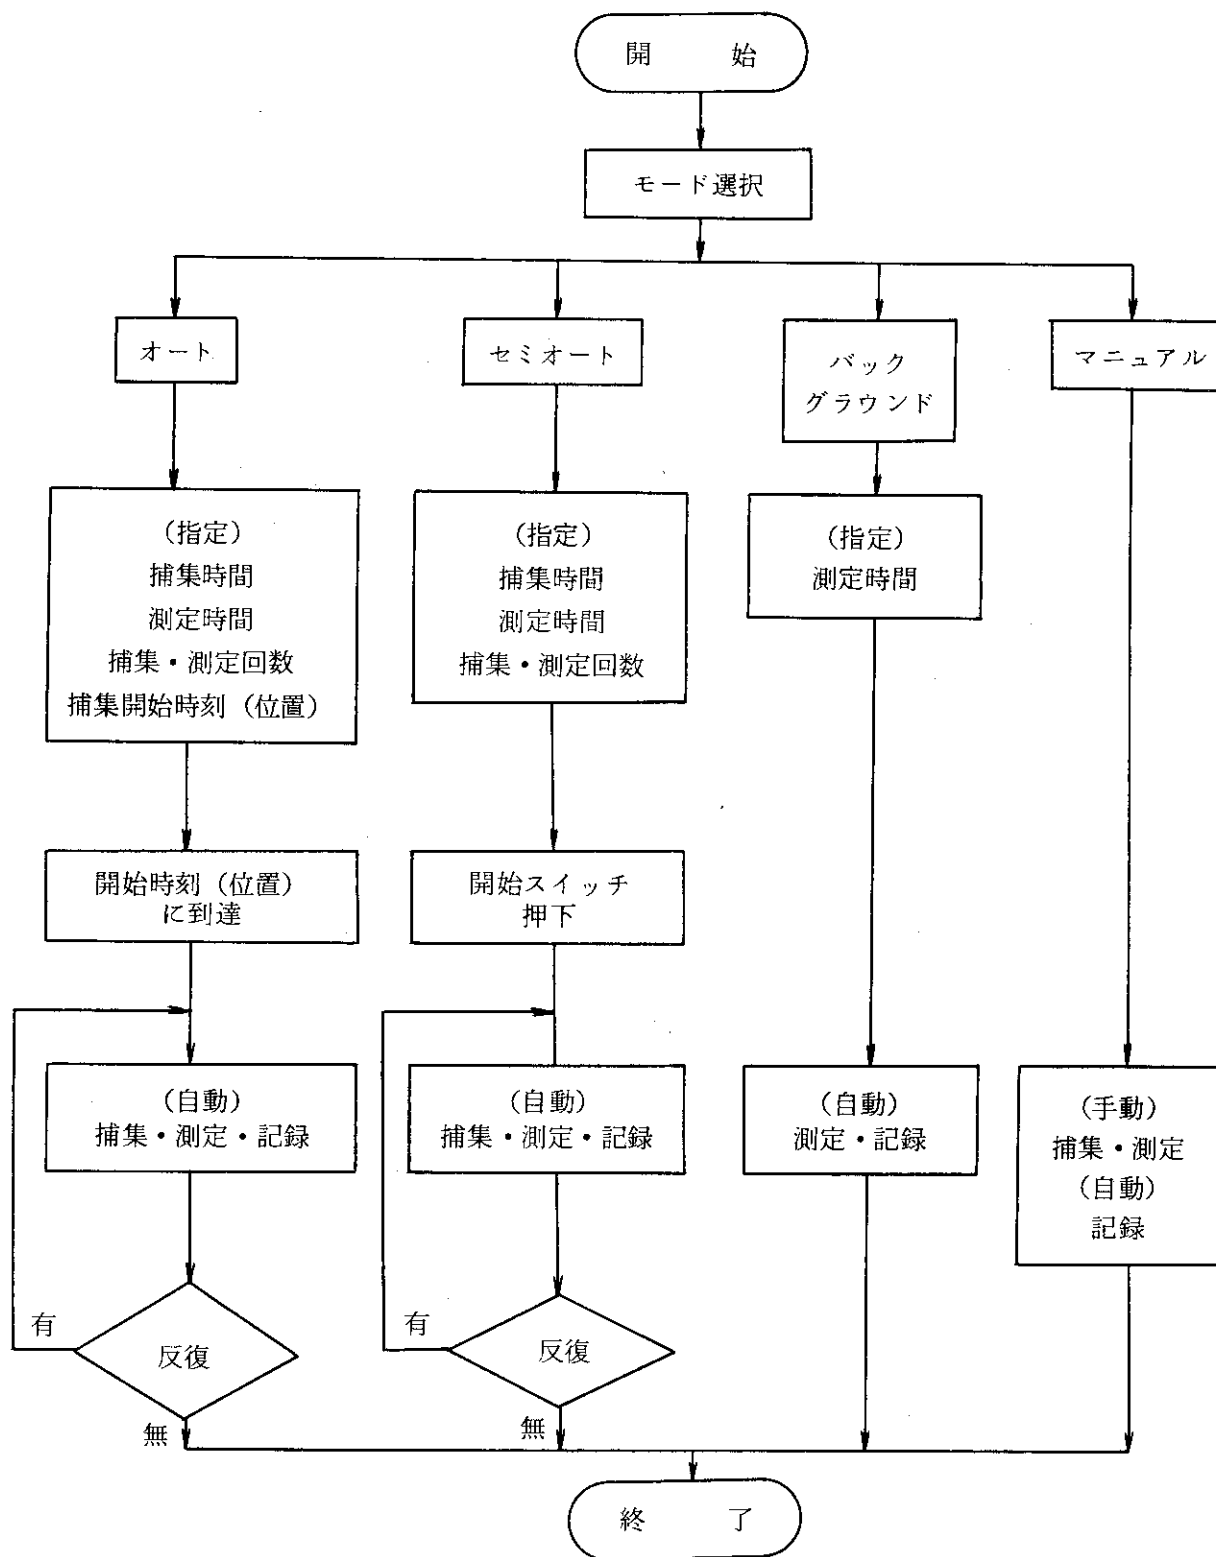 開 始
モード選択
オート
セミオート
バック
グラウンド
マニュアル
(指定)
捕集時間
測定時間
捕集・測定回数
捕集開始時刻(位置)
(指定)
捕集時間
測定時間
捕集・測定回数
(指定)
測定時間
開始時刻(位置)
に到達
開始スイッチ
押下
(自動)
捕集・測定・記録
(自動)
捕集・測定・記録
(自動)
測定・記録
(手動)
捕集・測定
(自動)
記録
有
反復
無
有
反復
無
終 了